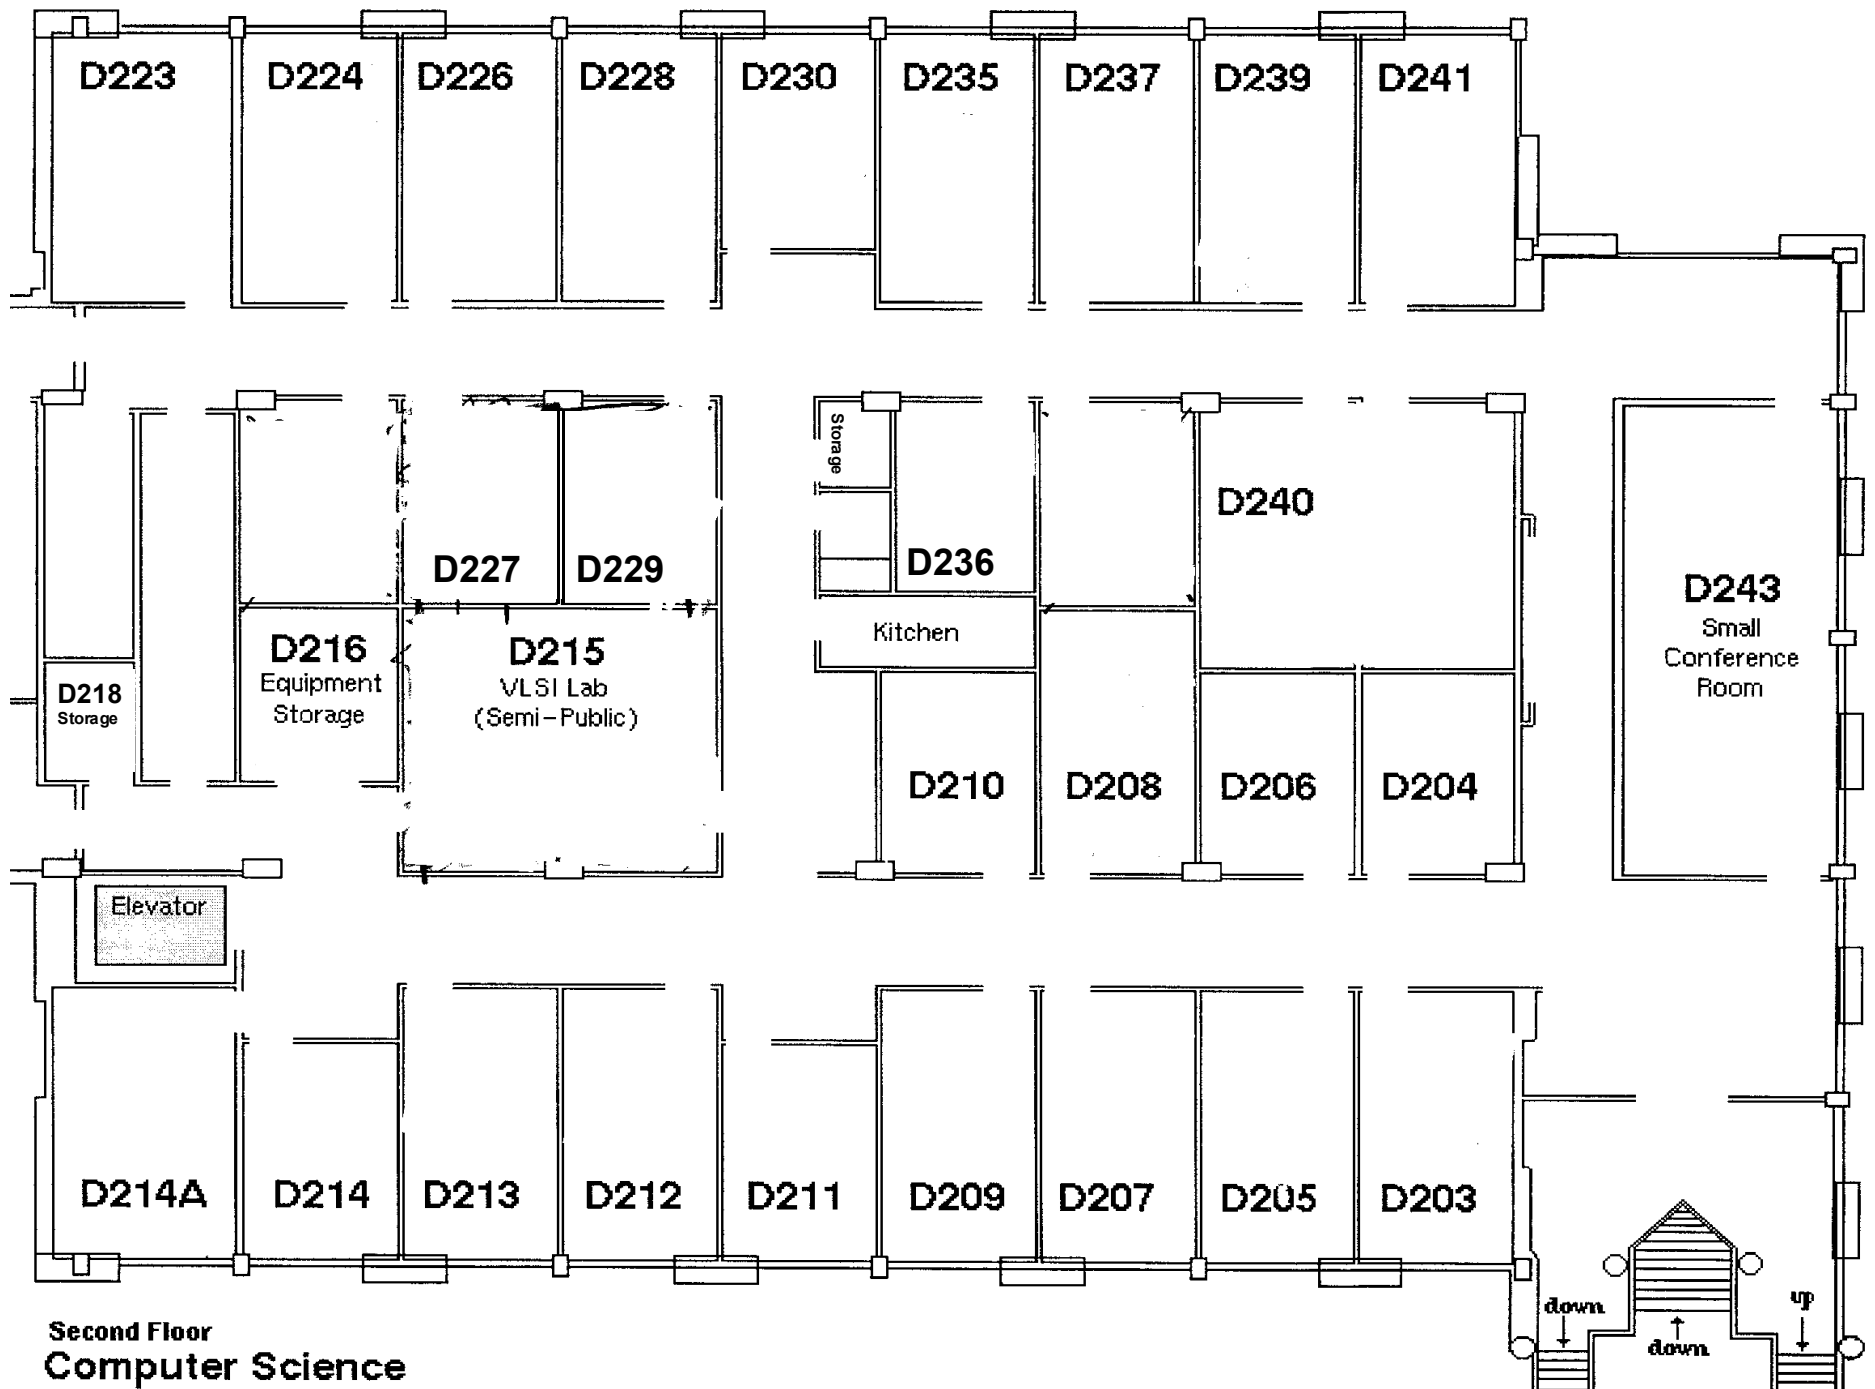 D223
D224
D226
D228
D230
D235
D237
D239
D241
Storage
D240
D227
D229
D236
D243
Small
Conference
Room
Kitchen
D216
Equipment
Storage
D215
VLSI Lab
(Semi-Public)
D218
Storage
D210
D208
D206
D204
Elevator
D214A
D214
D213
D212
D211
D209
D207
D205
D203
down
down
up
Second Floor
Computer Science